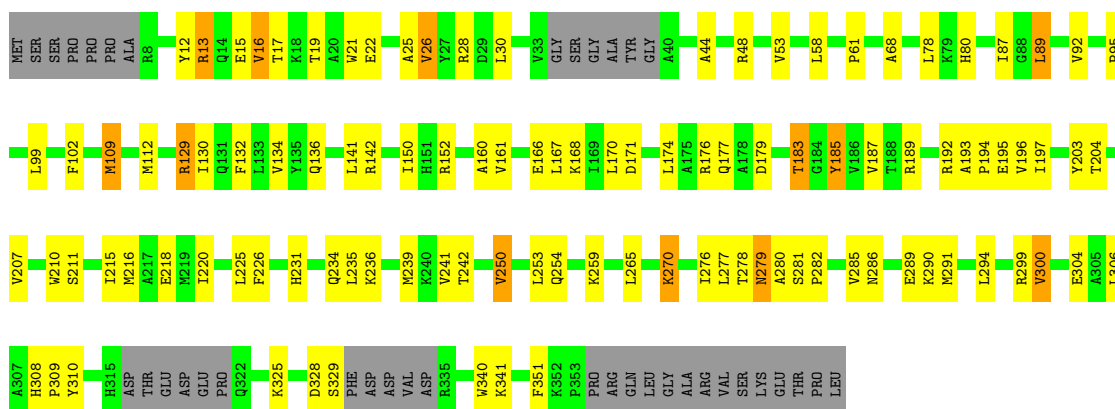 MET SER SER PRO PRO PRO ALA R8 Y12 R13 Q14 E15 V16 T17 K18 T19 A20 W21 E22 A25 V26 Y27 R28 D29 L30 V33 GLY SER GLY ALA TYR GLY A40 A44 R48 V53 L58 P61 A68 L78 K79 H80 I87 G88 L89 V92
L99 F102 M109 M112 R129 I130 Q131 F132 L133 V134 Y135 Q136 L141 R142 I150 H151 R152 A160 V161 E166 L167 K168 I169 L170 D171 L174 A175 R176 Q177 A178 D179 T183 G184 Y185 V186 V187 T188 R189 R192 A193 P194 E195 V196 I197 Y203 T204
V207 W210 S211 I215 M216 A217 E218 M219 I220 L225 F226 H231 Q234 L235 K236 M239 K240 V241 T242 V250 L253 Q254 K259 L265 K270 I276 L277 T278 N279 A280 S281 P282 V285 N286 E289 K290 M291 L294 R299 V300 E304 A305 L306
A307 H308 P309 Y310 H315 ASP THR GLU ASP GLU PRO Q322 K325 D328 S329 PHE ASP ASP VAL ASP R335 W340 K341 F351 K352 P353 PRO ARG GLN LEU GLY ALA ARG VAL SER LYS GLU THR PRO LEU